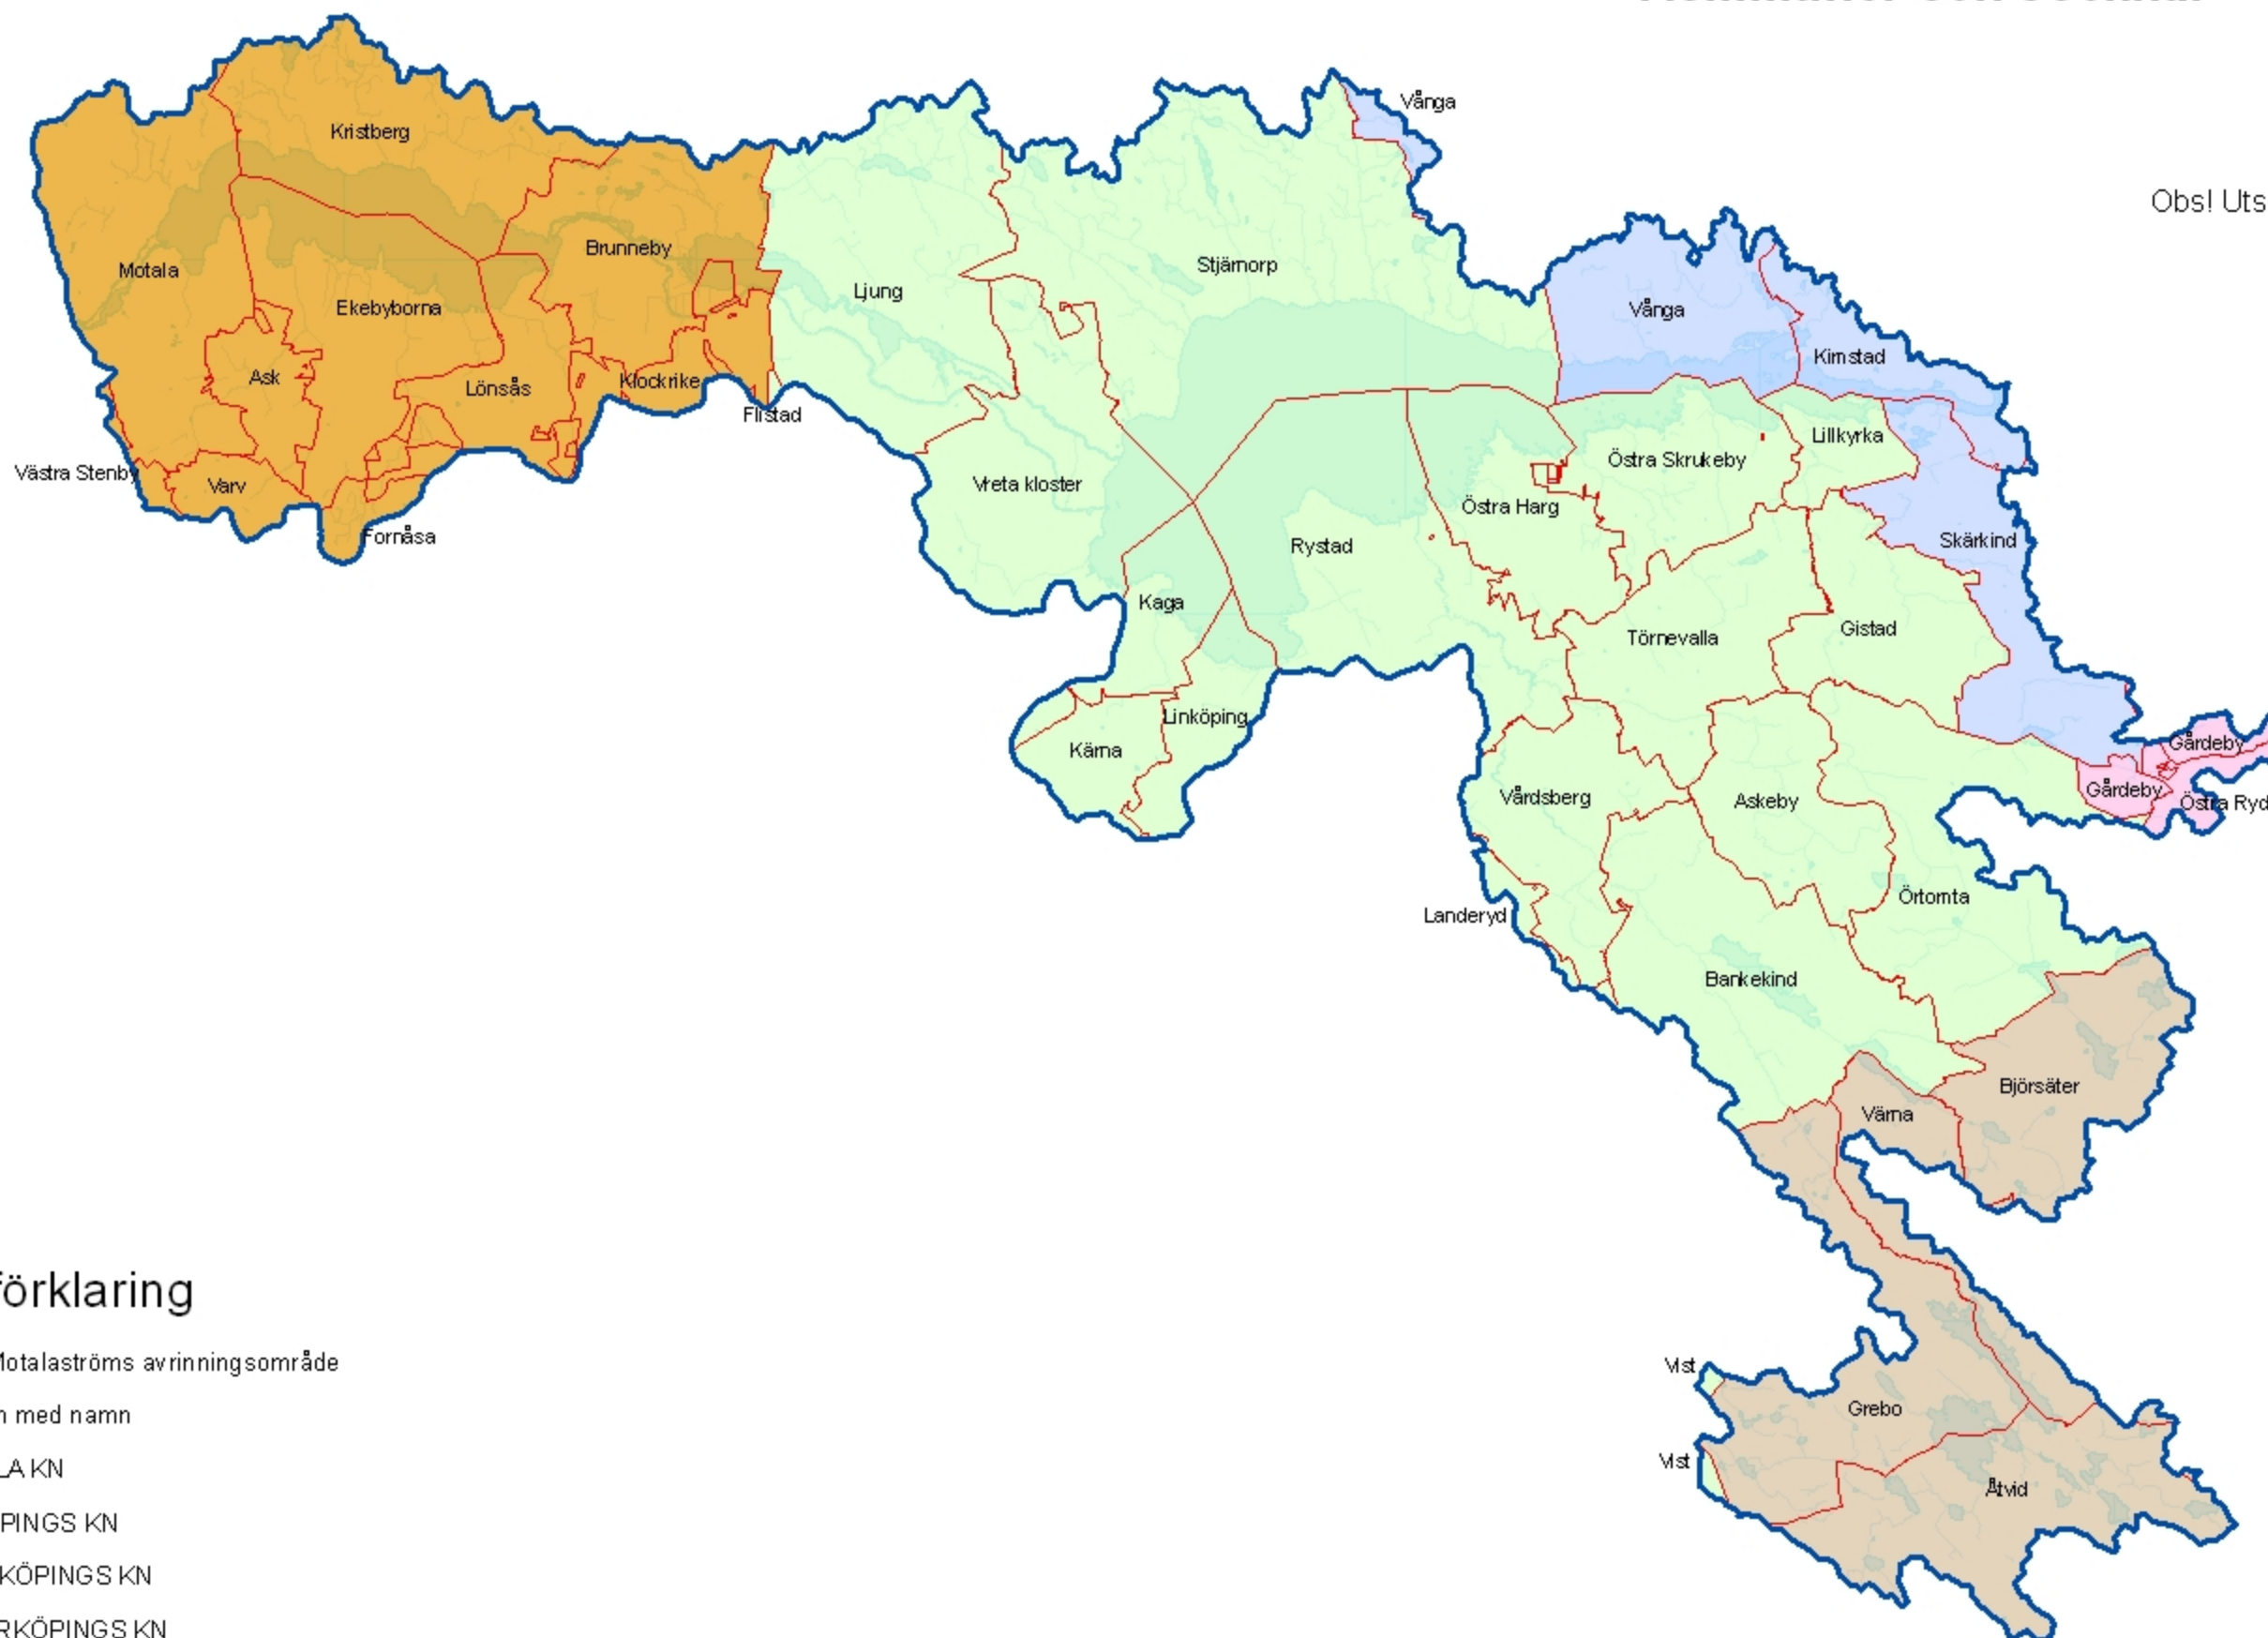 Vånga
Kristberg
Obs! Uts
Brunneby
Stjärnorp
Motala
Ljung
Ekebyborna
Vånga
Kimstad
Ask
Lönsås
Klockrike
Flistad
Lillkyrka
Östra Skrukeby
Västra Stenby
Varv
Vreta kloster
Östra Harg
Fornåsa
Rystad
Skärkind
Kaga
Törnevalla
Gistad
Linköping
Kärna
Gårdeby
Gårdeby
Östra Ryd
Vårdsberg
Askeby
Örtomta
Landeryd
Bankekind
Björsäter
Värna
förklaring
Motalaströms avrinningsområde
n med namn
Vist
Grebo
LA KN
Vist
Åtvid
PINGS KN
KÖPINGS KN
RKÖPINGS KN